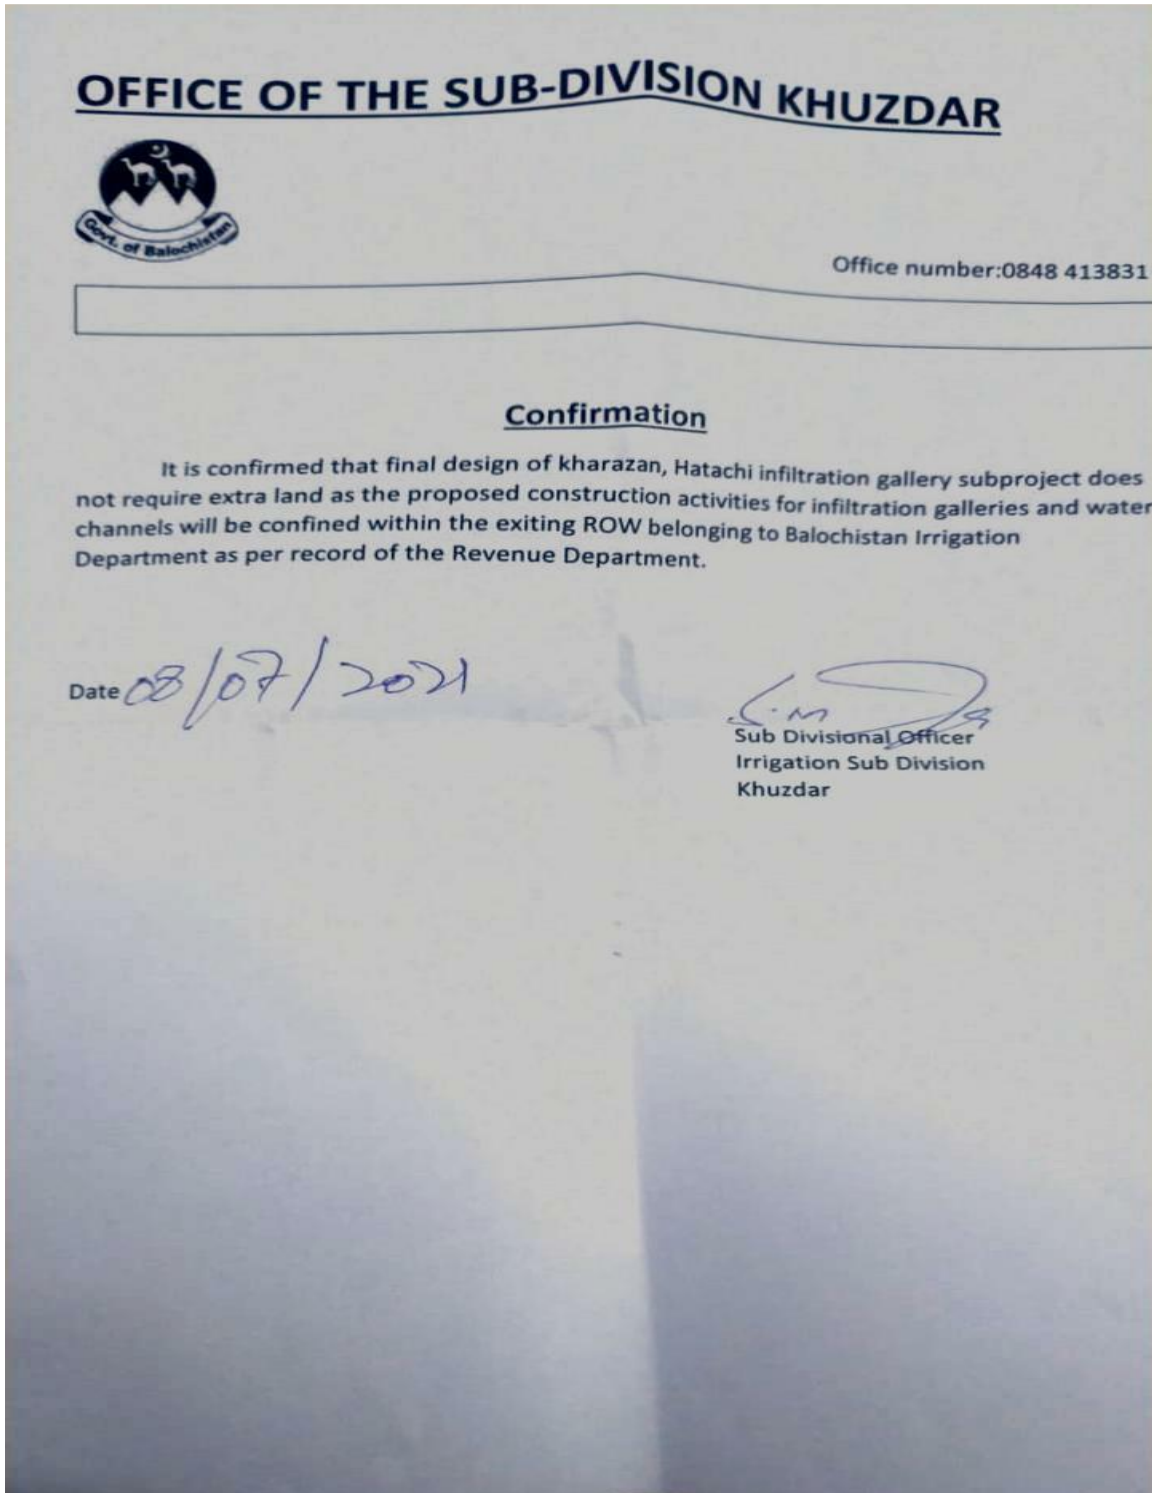 OFFICE OF THE SUB-DIVISION KHUZDAR
Govt. of Balochistan
Office number:0848 413831
Confirmation
It is confirmed that final design of kharazan, Hatachi infiltration gallery subproject does
not require extra land as the proposed construction activities for infiltration galleries and water
channels will be confined within the exiting ROW belonging to Balochistan Irrigation
Department as per record of the Revenue Department.
Date 08/07/2021
Sub Divisional Officer
Irrigation Sub Division
Khuzdar